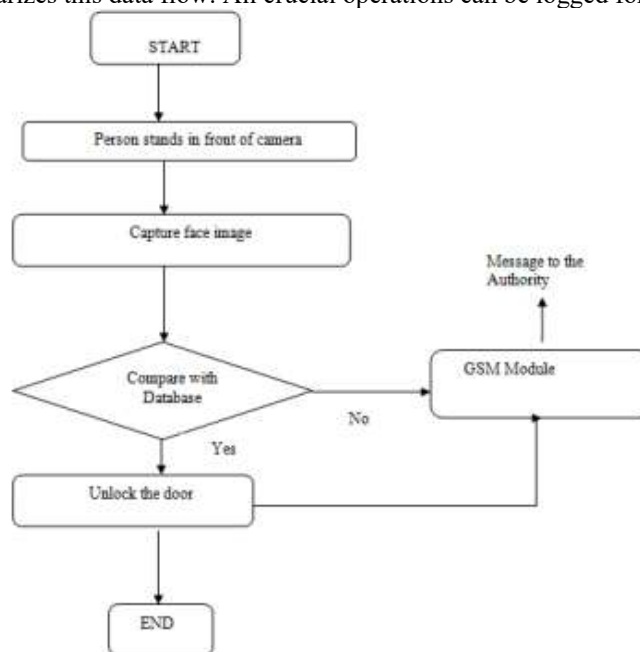 arizes this data flow. All crucial operations can be logged for
START
Person stands in front of camera
Capture face image
Message to the
Authority
Compare with
Database
GSM Module
No
Yes
Unlock the door
END